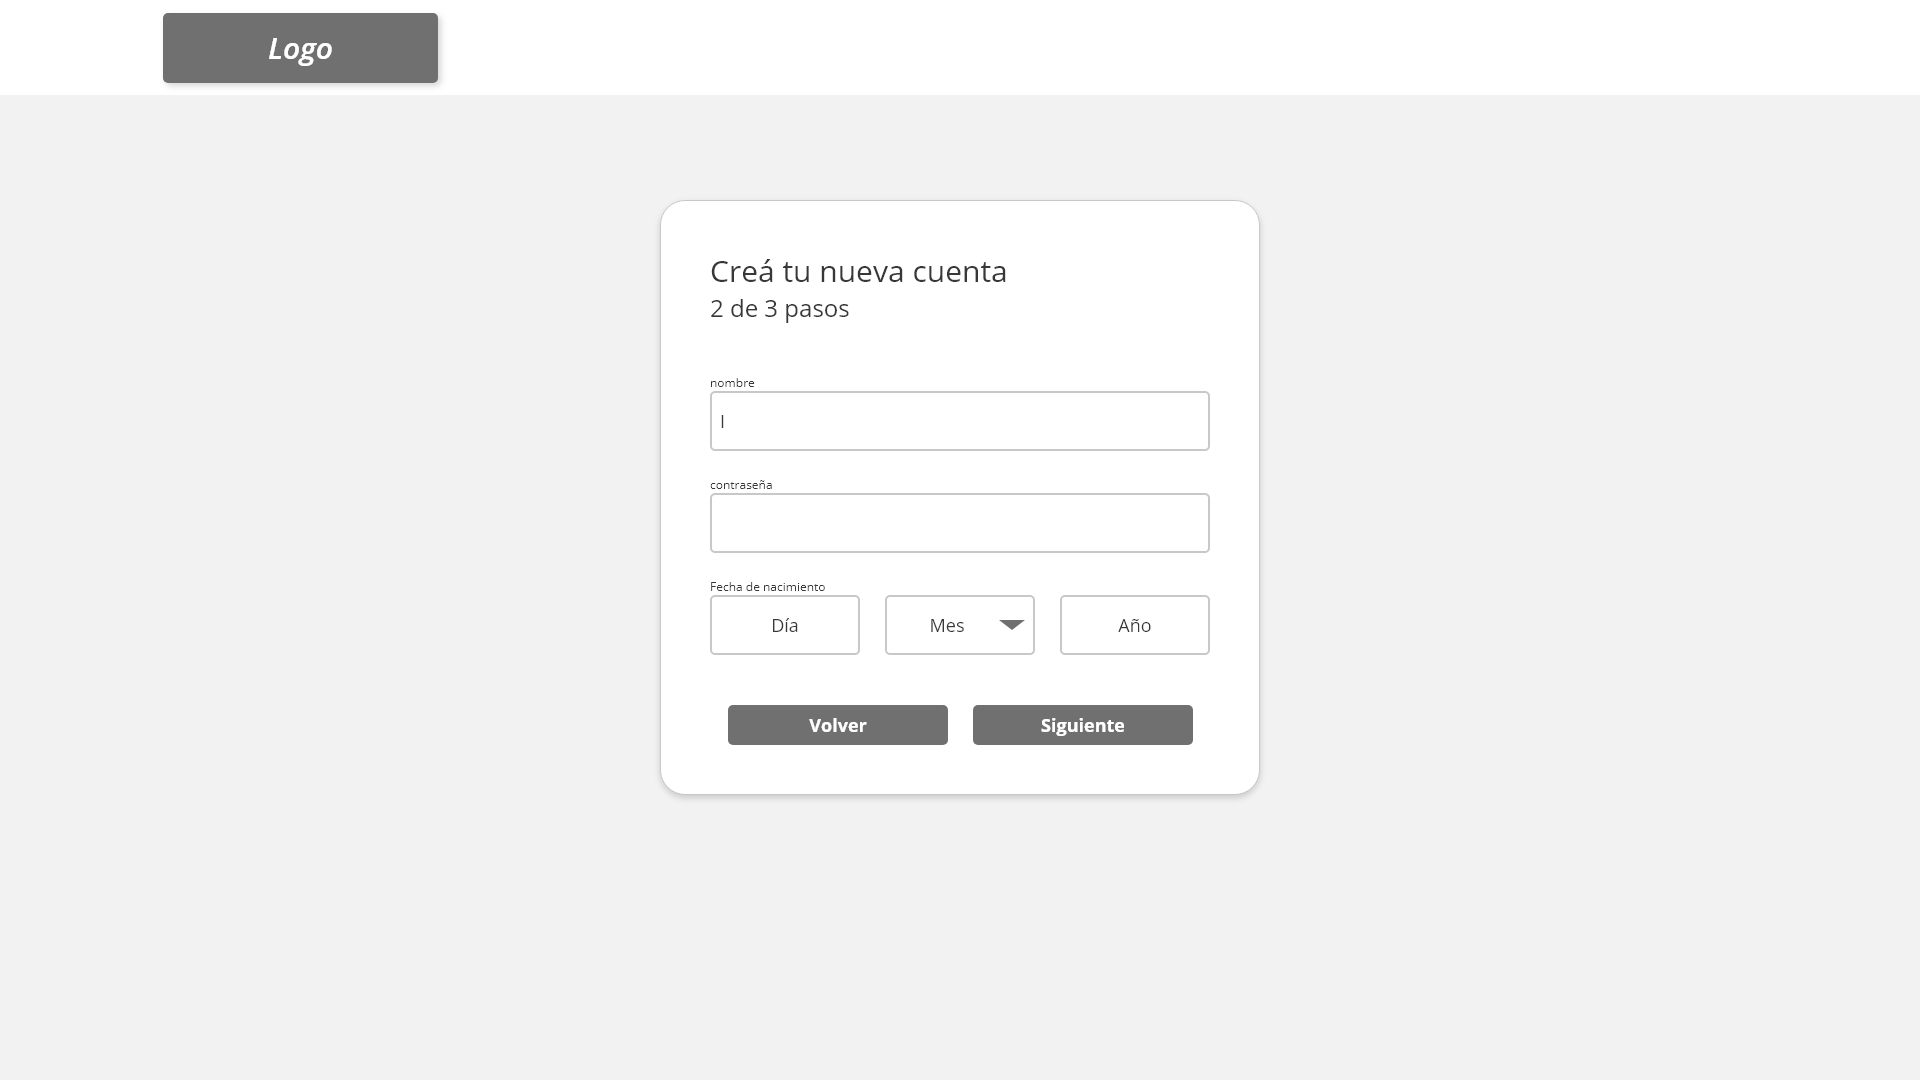 Logo
Creá tu nueva cuenta
2 de 3 pasos
nombre
contraseña
Fecha de nacimiento
Día
Mes
Año
Volver
Siguiente